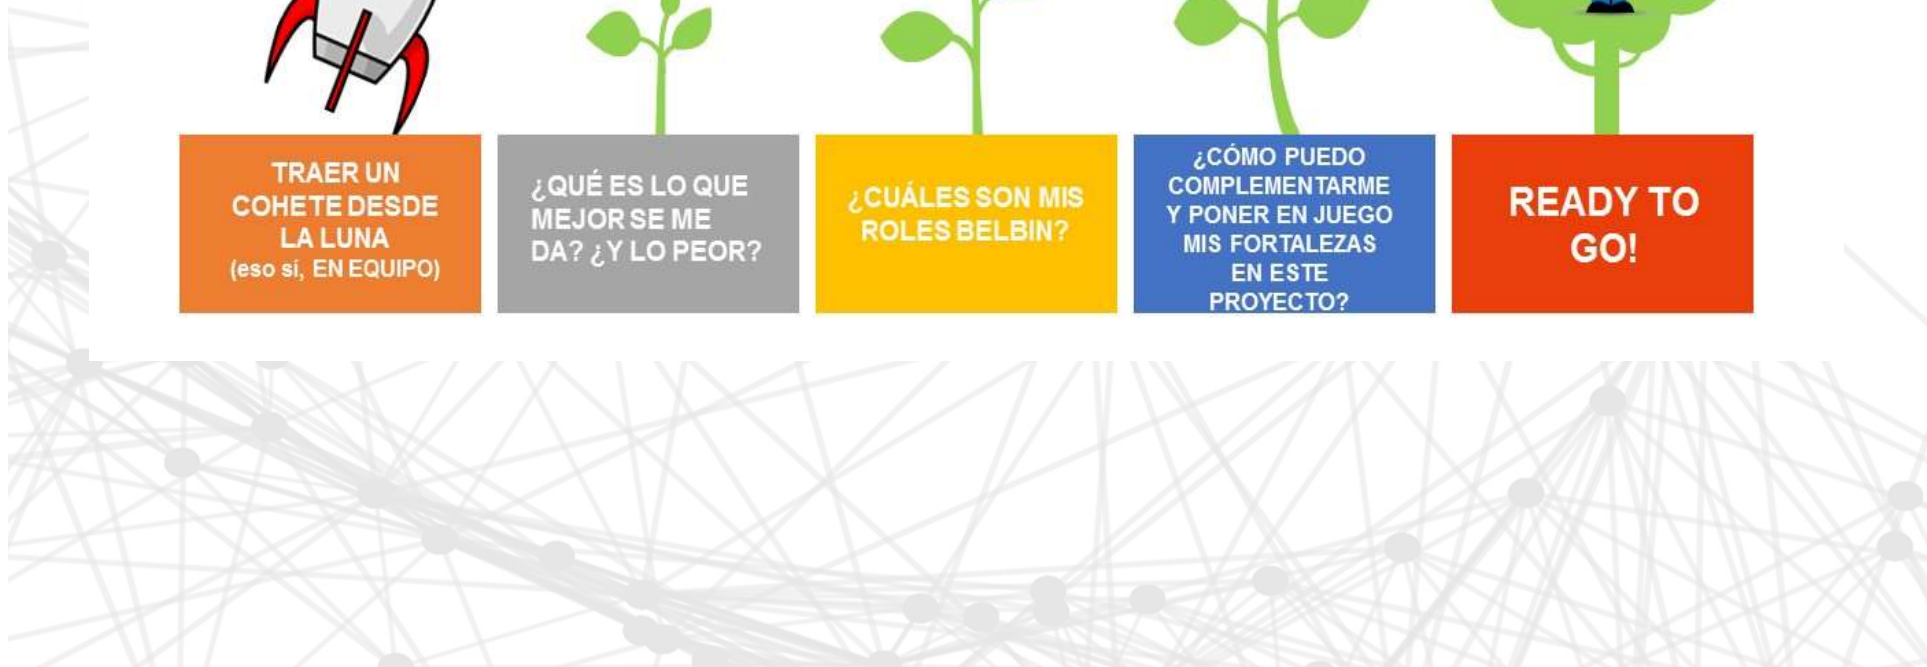 TRAER UN
COHETE DESDE
LA LUNA
(eso sí, EN EQUIPO)
¿QUÉ ES LO QUE
MEJOR SE ME
DA? ¿Y LO PEOR?
¿CUÁLES SON MIS
ROLES BELBIN?
¿CÓMO PUEDO
COMPLEMENTARME
Y PONER EN JUEGO
MIS FORTALEZAS
EN ESTE
PROYECTO?
READY TO
GO!